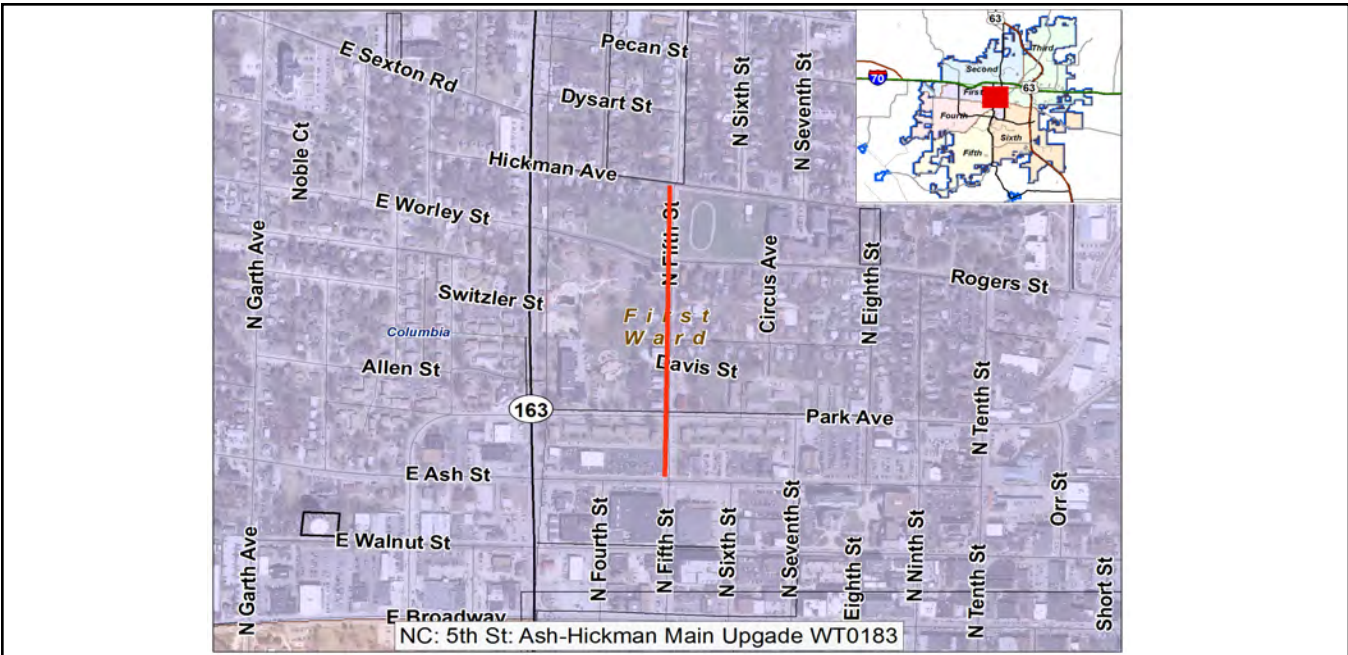 Pecan St
E Sexton Rd
N Sixth St
N Seventh St
Dysart St
Noble Ct
Hickman Ave
E Worley St
N Fifth St
N Garth Ave
Circus Ave
N Eighth St
Rogers St
Switzler St
First
Ward
Columbia
Davis St
Allen St
N Tenth St
163
Park Ave
E Ash St
Orr St
N Garth Ave
E Walnut St
N Fourth St
N Fifth St
N Sixth St
N Seventh St
Eighth St
N Ninth St
N Tenth St
Short St
E Broadway
NC: 5th St: Ash-Hickman Main Upgade WT0183
63
Third
Second
70
63
First
Fourth
Sixth
Fifth